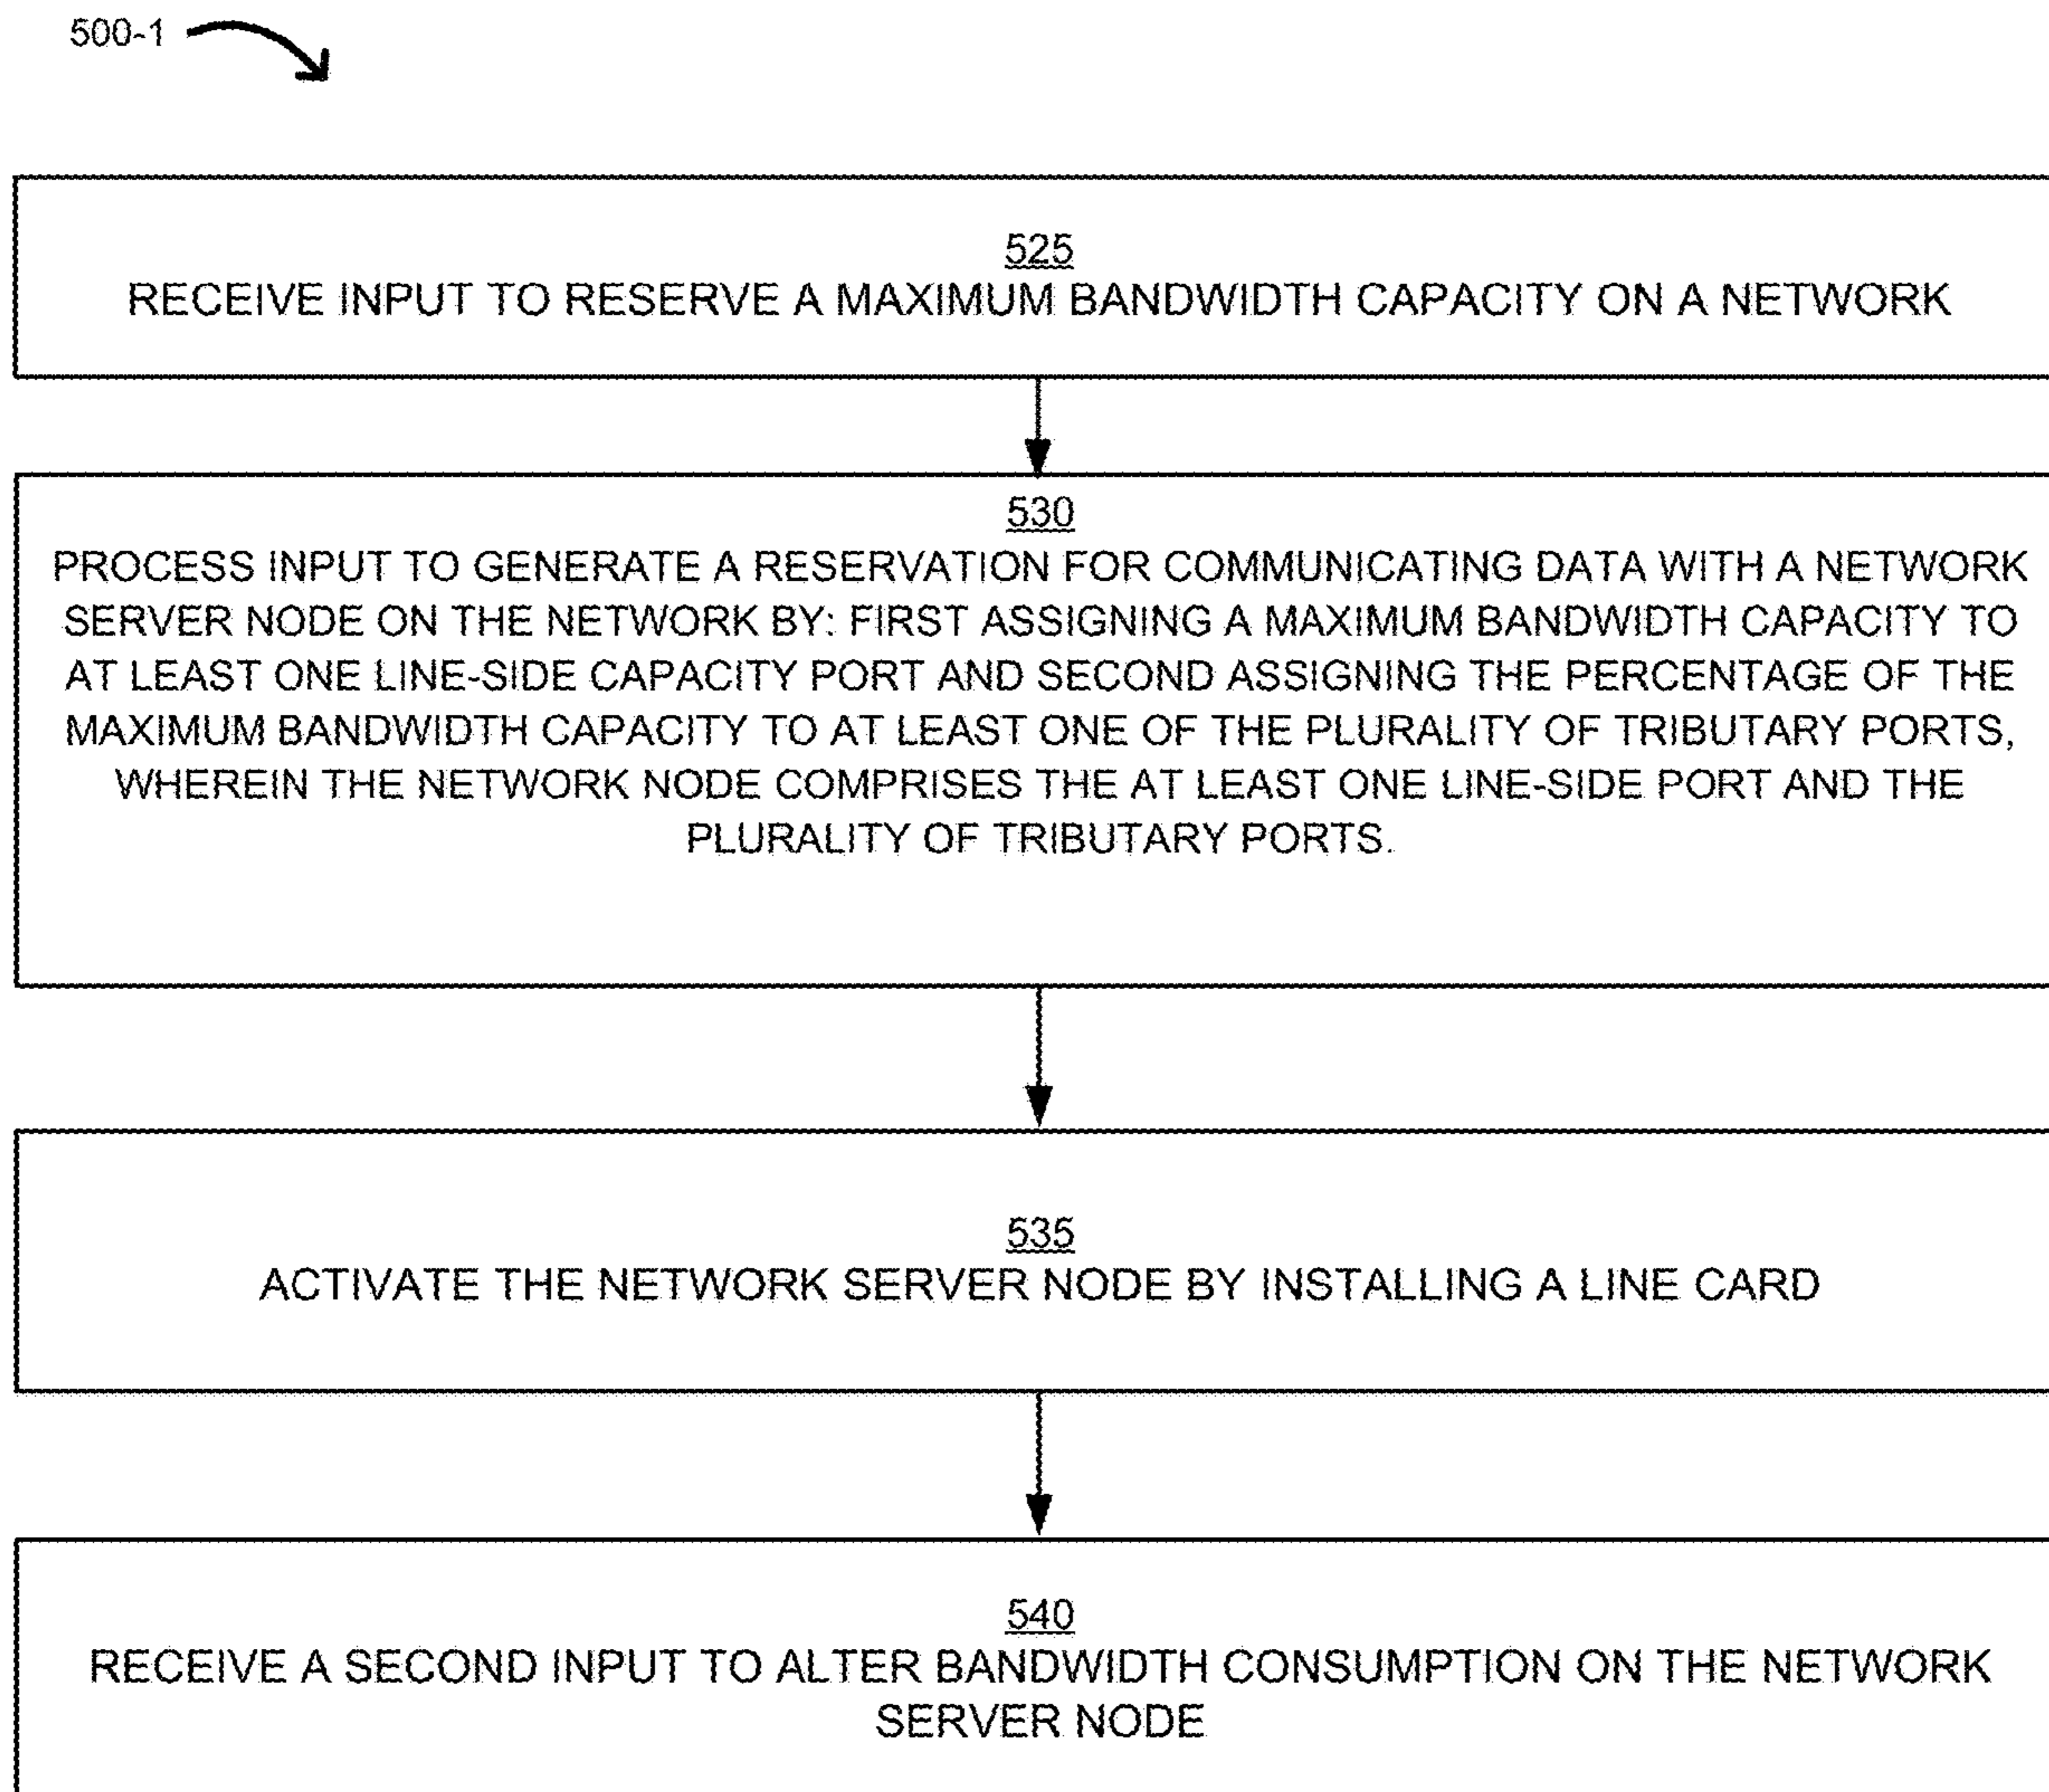 500-1
525
RECEIVE INPUT TO RESERVE A MAXIMUM BANDWIDTH CAPACITY ON A NETWORK
530
PROCESS INPUT TO GENERATE A RESERVATION FOR COMMUNICATING DATA WITH A NETWORK
SERVER NODE ON THE NETWORK BY: FIRST ASSIGNING A MAXIMUM BANDWIDTH CAPACITY TO
AT LEAST ONE LINE-SIDE CAPACITY PORT AND SECOND ASSIGNING THE PERCENTAGE OF THE
MAXIMUM BANDWIDTH CAPACITY TO AT LEAST ONE OF THE PLURALITY OF TRIBUTARY PORTS,
WHEREIN THE NETWORK NODE COMPRISES THE AT LEAST ONE LINE-SIDE PORT AND THE
PLURALITY OF TRIBUTARY PORTS.
535
ACTIVATE THE NETWORK SERVER NODE BY INSTALLING A LINE CARD
540
RECEIVE A SECOND INPUT TO ALTER BANDWIDTH CONSUMPTION ON THE NETWORK
SERVER NODE